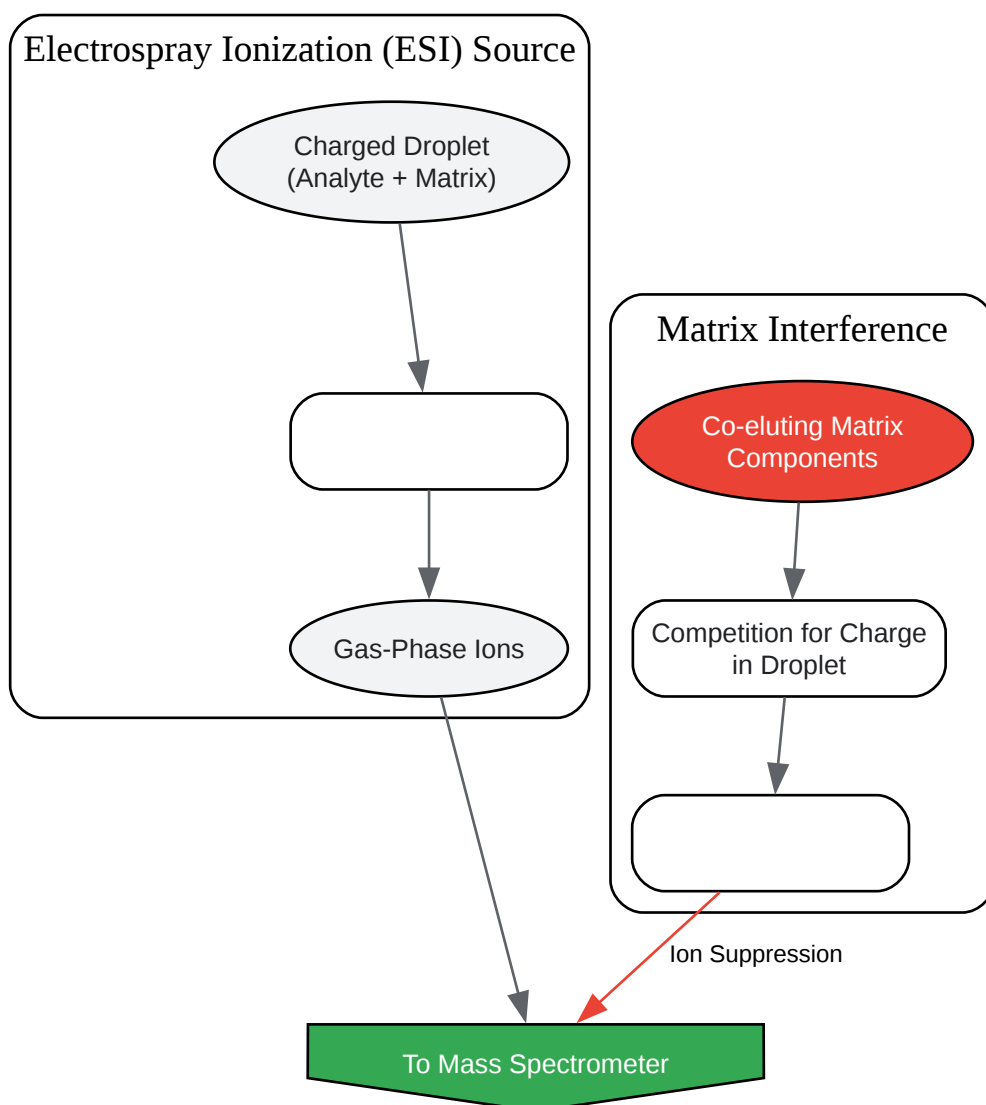 Electrospray Ionization (ESI) Source
Charged Droplet
(Analyte + Matrix)
Gas-Phase Ions
Matrix Interference
Co-eluting Matrix
Components
Competition for Charge
in Droplet
Ion Suppression
To Mass Spectrometer